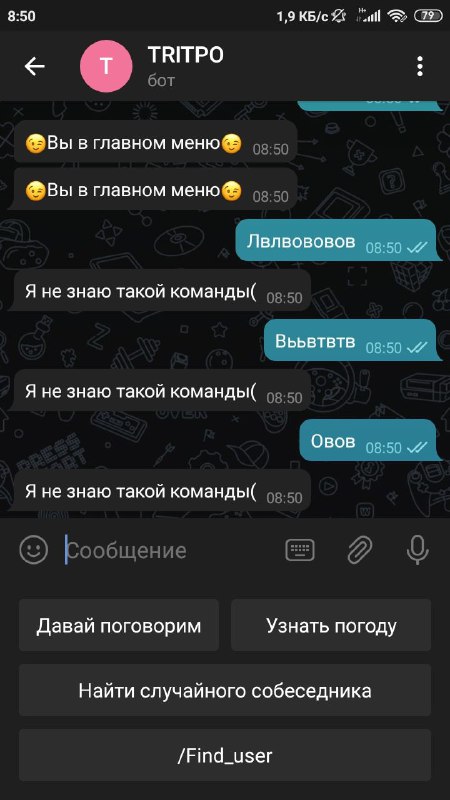 8:50
1,9 КБ/с
79
T
TRITPO
бот
😉Вы в главном меню😉 08:50
😉Вы в главном меню😉 08:50
Лвлвововов 08:50
Я не знаю такой команды( 08:50
Вььвтвтв 08:50
Я не знаю такой команды( 08:50
Овов 08:50
Я не знаю такой команды( 08:50
Сообщение
Давай поговорим
Узнать погоду
Найти случайного собеседника
/Find_user